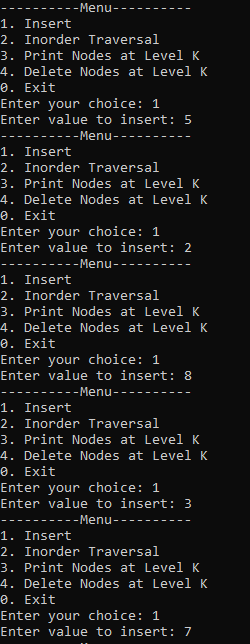 ----------Menu----------
1. Insert
2. Inorder Traversal
3. Print Nodes at Level K
4. Delete Nodes at Level K
0. Exit
Enter your choice: 1
Enter value to insert: 5
----------Menu----------
1. Insert
2. Inorder Traversal
3. Print Nodes at Level K
4. Delete Nodes at Level K
0. Exit
Enter your choice: 1
Enter value to insert: 2
----------Menu----------
1. Insert
2. Inorder Traversal
3. Print Nodes at Level K
4. Delete Nodes at Level K
0. Exit
Enter your choice: 1
Enter value to insert: 8
----------Menu----------
1. Insert
2. Inorder Traversal
3. Print Nodes at Level K
4. Delete Nodes at Level K
0. Exit
Enter your choice: 1
Enter value to insert: 3
----------Menu----------
1. Insert
2. Inorder Traversal
3. Print Nodes at Level K
4. Delete Nodes at Level K
0. Exit
Enter your choice: 1
Enter value to insert: 7